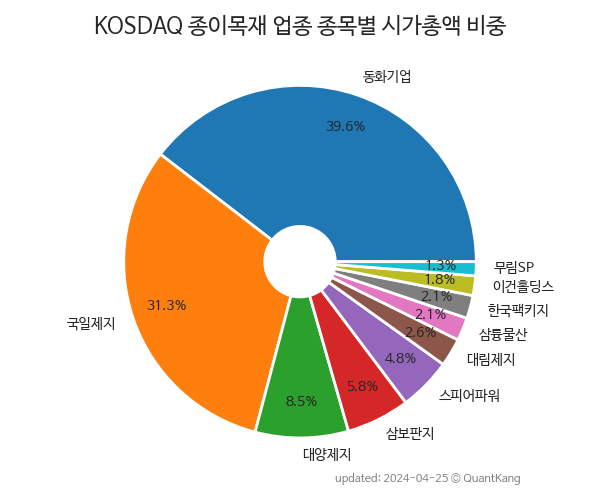 KOSDAQ 종이목재 업종 종목별 시가총액 비중
동화기업
39.6%
국일제지
31.3%
대양제지
8.5%
삼보판지
5.8%
스피어파워
4.8%
대림제지
2.6%
삼륭물산
2.1%
한국팩키지
2.1%
이건홀딩스
1.8%
무림SP
1.3%
updated: 2024-04-25 © QuantKang